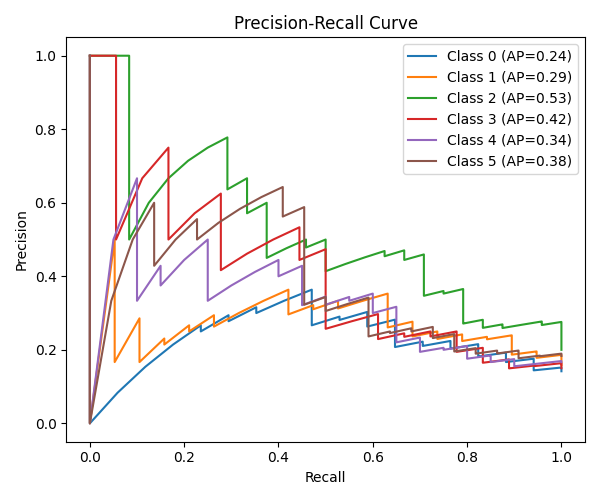 Precision-Recall Curve
Class 0 (AP=0.24)
Class 1 (AP=0.29)
Class 2 (AP=0.53)
Class 3 (AP=0.42)
Class 4 (AP=0.34)
Class 5 (AP=0.38)
Precision
1.0
0.8
0.6
0.4
0.2
0.0
0.0 0.2 0.4 0.6 0.8 1.0
Recall